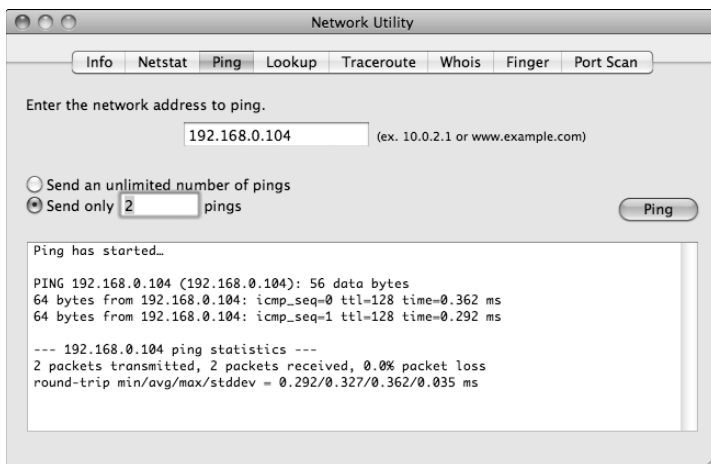 Network Utility
Info Netstat Ping Lookup Traceroute Whois Finger Port Scan
Enter the network address to ping.
192.168.0.104 (ex. 10.0.2.1 or www.example.com)
Send an unlimited number of pings
Send only 2 pings
Ping
Ping has started…
PING 192.168.0.104 (192.168.0.104): 56 data bytes
64 bytes from 192.168.0.104: icmp_seq=0 ttl=128 time=0.362 ms
64 bytes from 192.168.0.104: icmp_seq=1 ttl=128 time=0.292 ms
--- 192.168.0.104 ping statistics ---
2 packets transmitted, 2 packets received, 0.0% packet loss
round-trip min/avg/max/stddev = 0.292/0.327/0.362/0.035 ms